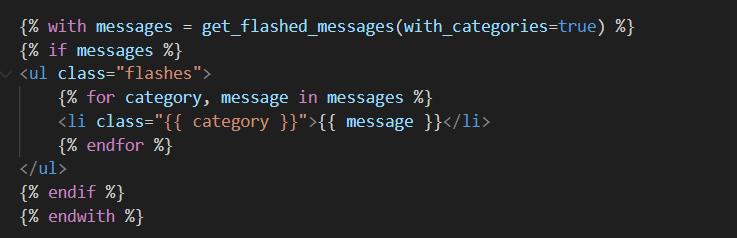 {% with messages = get_flashed_messages(with_categories=true) %}
{% if messages %}
<ul class="flashes">
    {% for category, message in messages %}
    <li class="{{ category }}">{{ message }}</li>
    {% endfor %}
</ul>
{% endif %}
{% endwith %}